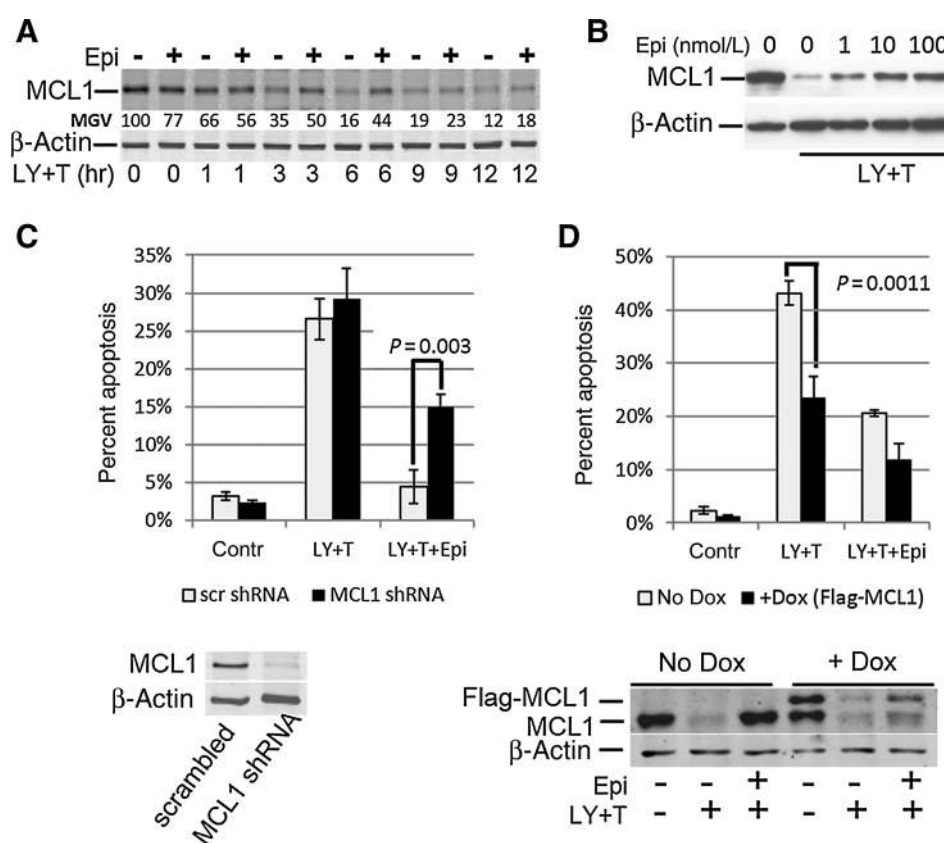 A
Epi - + - + - + - + - + - +
MCL1
MGV 100 77 66 56 35 50 16 44 19 23 12 18
β-Actin
LY+T (hr) 0 0 1 1 3 3 6 6 9 9 12 12
B
Epi (nmol/L) 0 0 1 10 100
MCL1
β-Actin
LY+T
C
35%
30%
25%
20%
15%
10%
5%
0%
Percent apoptosis
P = 0.003
Contr LY+T LY+T+Epi
scr shRNA MCL1 shRNA
MCL1
β-Actin
scrambled
MCL1 shRNA
D
50%
40%
30%
20%
10%
0%
Percent apoptosis
P = 0.0011
Contr LY+T LY+T+Epi
No Dox +Dox (Flag-MCL1)
No Dox + Dox
Flag-MCL1
MCL1
β-Actin
Epi - - + - - +
LY+T - + + - + +